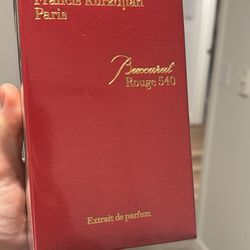 Francis Kurkdjian
Paris
Baccarat
Rouge 540
Extrait de parfum